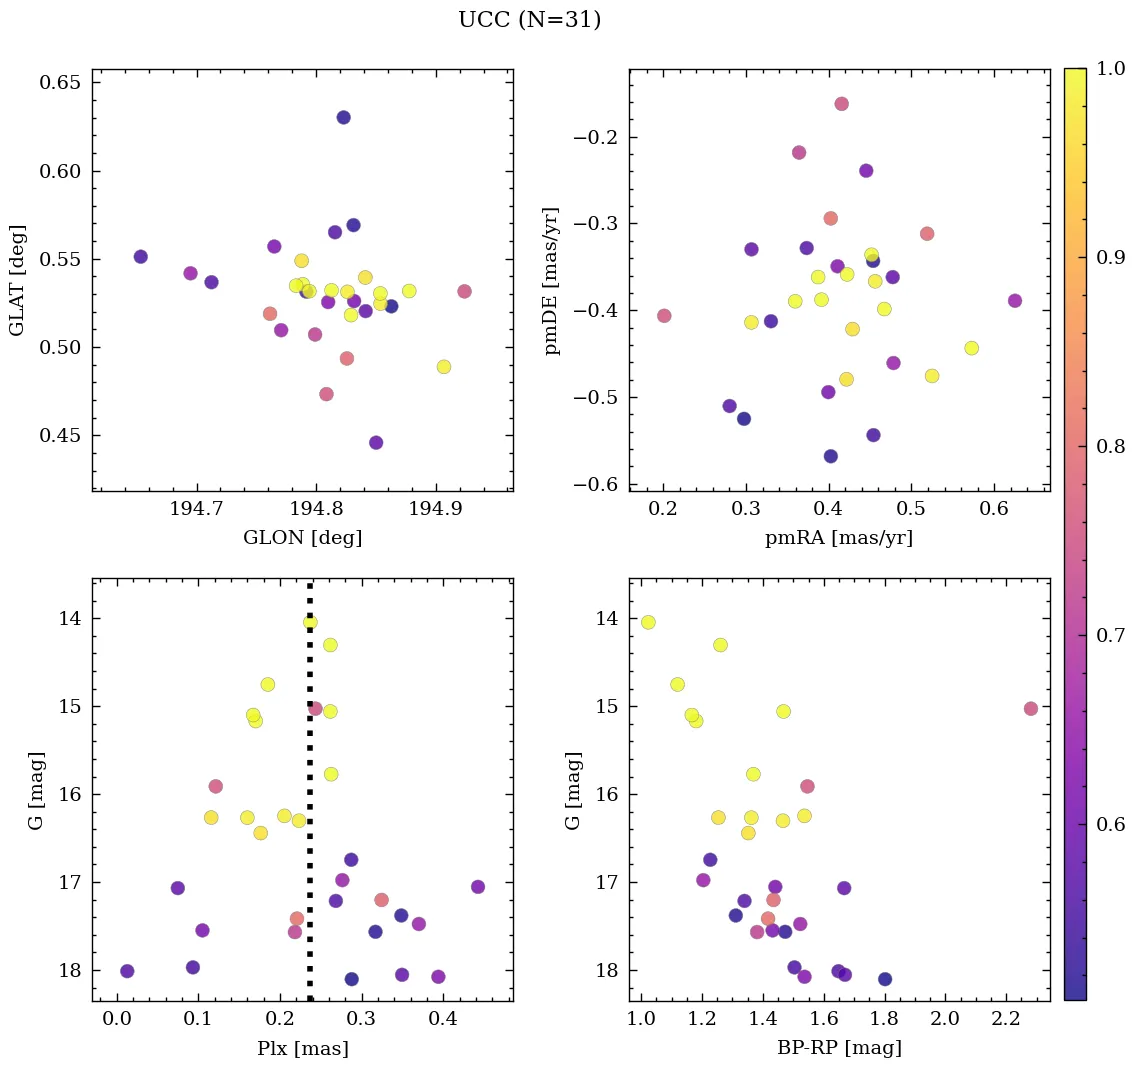 UCC (N=31)
0.65
0.60
0.55
0.50
0.45
GLAT [deg]
194.7 194.8 194.9
GLON [deg]
−0.2
−0.3
−0.4
−0.5
−0.6
pmDE [mas/yr]
0.2 0.3 0.4 0.5 0.6
pmRA [mas/yr]
1.0
0.9
0.8
0.7
0.6
14
15
16
17
18
G [mag]
0.0 0.1 0.2 0.3 0.4
Plx [mas]
14
15
16
17
18
G [mag]
1.0 1.2 1.4 1.6 1.8 2.0 2.2
BP-RP [mag]